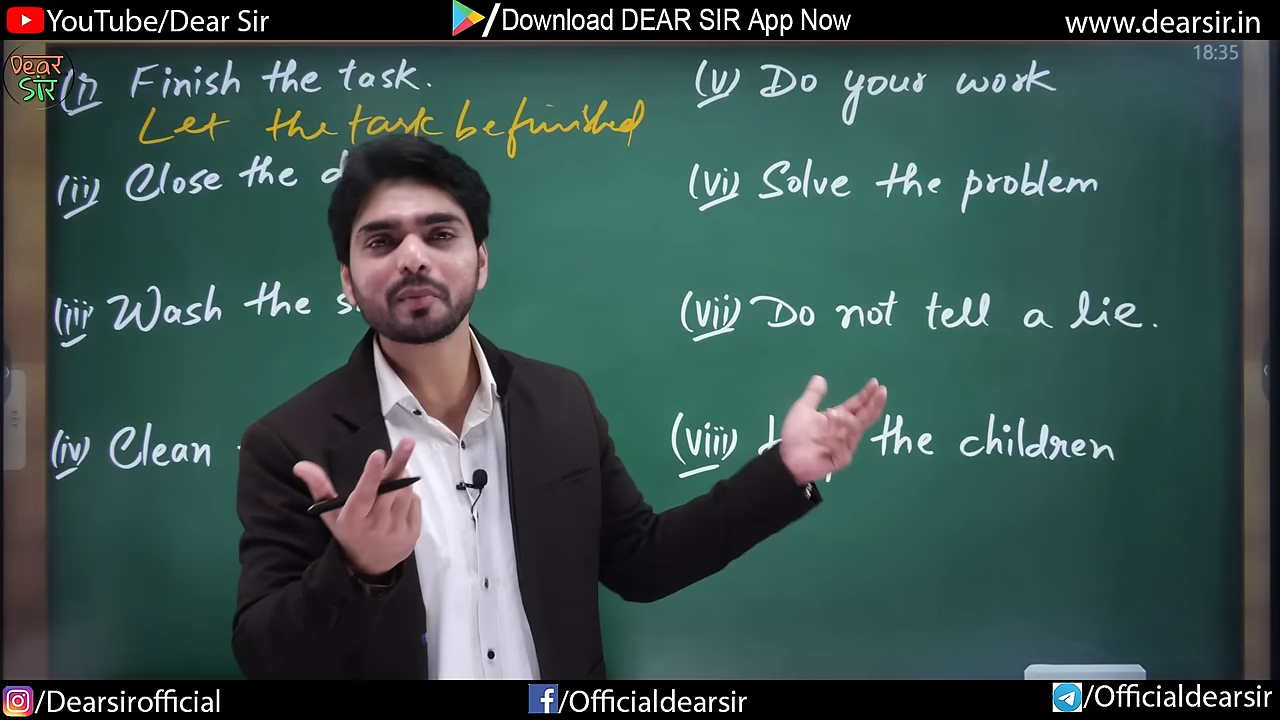 YouTube/Dear Sir
Download DEAR SIR App Now
www.dearsir.in
Dear
सर
18:35
(i) Finish the task.
Let the task be finished
(ii) Close the
(iii) Wash the
(iv) Clean
(v) Do your work
(vi) Solve the problem
(vii) Do not tell a lie.
(viii) the children
/Dearsirofficial
/Officialdearsir
/Officialdearsir